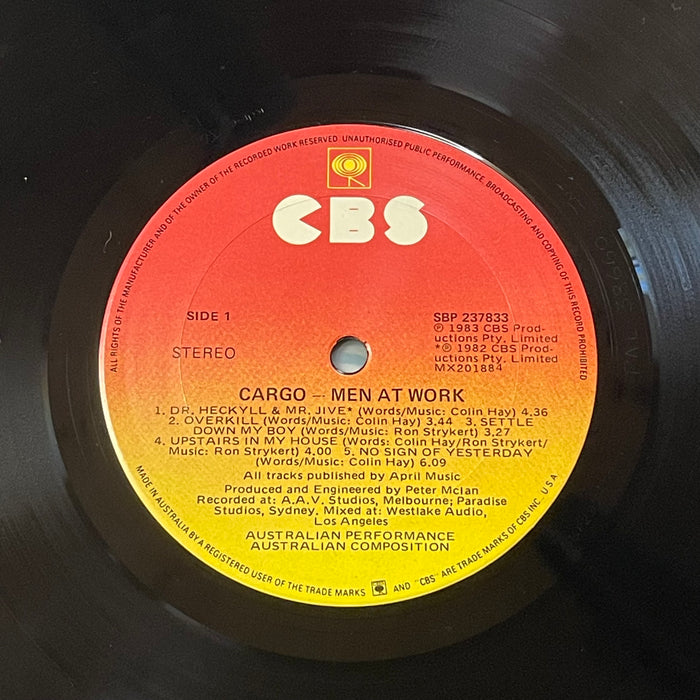 ALL RIGHTS OF THE MANUFACTURER AND OF THE OWNER OF THE RECORDED WORK RESERVED. UNAUTHORISED PUBLIC PERFORMANCE, BROADCASTING AND COPYING OF THIS RECORD PROHIBITED
CBS
SIDE 1
STEREO
SBP 237833
℗ 1983 CBS Prod-
uctions Pty. Limited
*℗ 1982 CBS Prod-
uctions Pty. Limited
MX201884
CARGO – MEN AT WORK
1. DR. HECKYLL & MR. JIVE* (Words/Music: Colin Hay) 4,36
2. OVERKILL (Words/Music: Colin Hay) 3,44 3. SETTLE
DOWN MY BOY (Words/Music: Ron Strykert) 3,27
4. UPSTAIRS IN MY HOUSE (Words: Colin Hay/Ron Strykert/
Music: Ron Strykert) 4,00 5. NO SIGN OF YESTERDAY
(Words/Music: Colin Hay) 6.09
All tracks published by April Music
Produced and Engineered by Peter McIan
Recorded at: A.A.V. Studios, Melbourne; Paradise
Studios, Sydney. Mixed at: Westlake Audio,
Los Angeles
AUSTRALIAN PERFORMANCE
AUSTRALIAN COMPOSITION
MADE IN AUSTRALIA BY A REGISTERED USER OF THE TRADE MARKS AND "CBS" ARE TRADE MARKS OF CBS INC. U.S.A